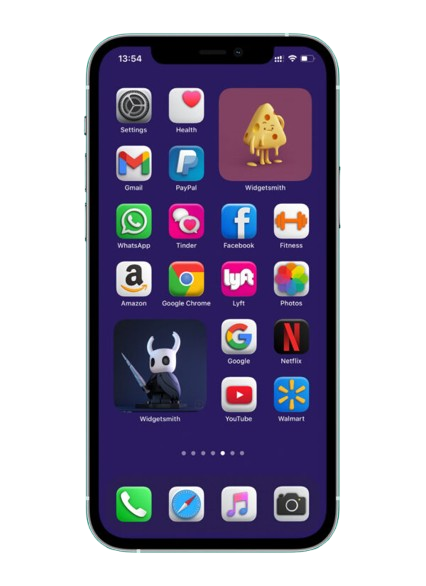 13:54
Settings
Health
Gmail
PayPal
Widgetsmith
WhatsApp
Tinder
Facebook
Fitness
lyft
Amazon
Google Chrome
Lyft
Photos
Google
Netflix
Widgetsmith
YouTube
Walmart